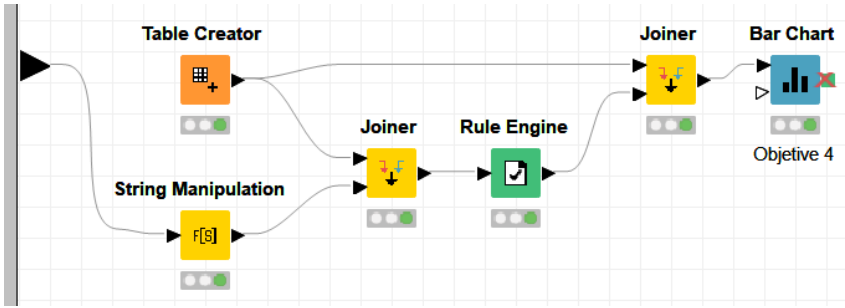 Table Creator
Joiner
Bar Chart
Joiner
Rule Engine
Objetive 4
String Manipulation
F[S]